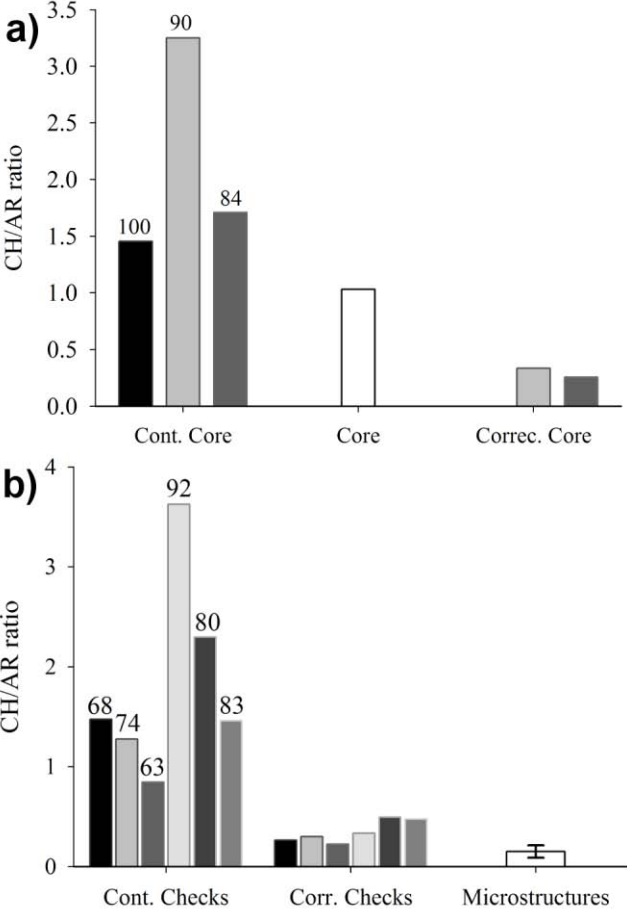 a)
CH/AR ratio
3.5
3.0
2.5
2.0
1.5
1.0
0.5
0.0
100
90
84
Cont. Core
Core
Correc. Core
b)
CH/AR ratio
4
3
2
1
0
68
74
63
92
80
83
Cont. Checks
Corr. Checks
Microstructures